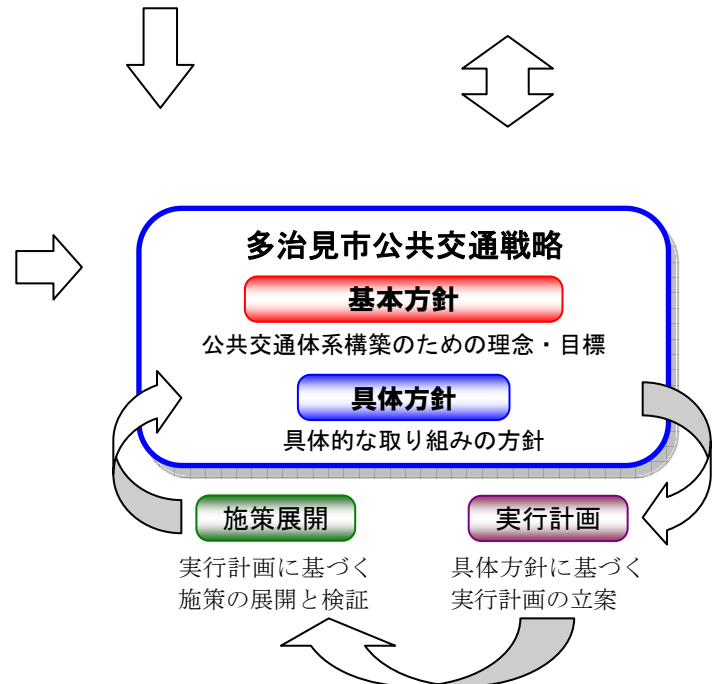 多治見市公共交通戦略
基本方針
公共交通体系構築のための理念・目標
具体方針
具体的な取り組みの方針
施策展開
実行計画に基づく
施策の展開と検証
実行計画
具体方針に基づく
実行計画の立案